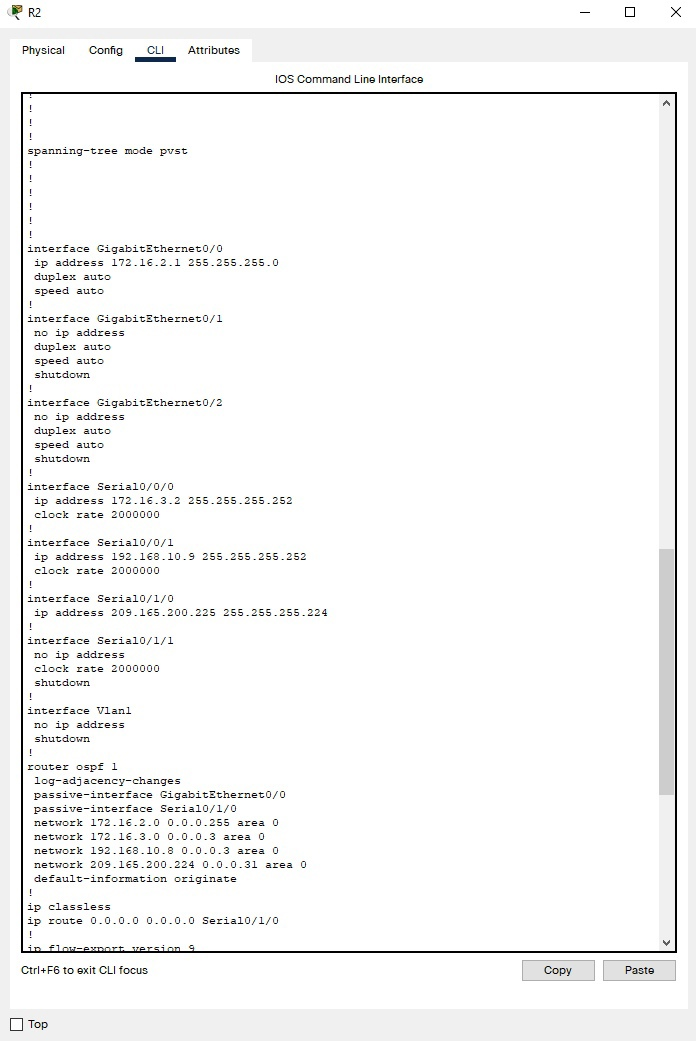 R2
Physical Config CLI Attributes
IOS Command Line Interface
!
!
!
!
spanning-tree mode pvst
!
!
!
!
!
!
interface GigabitEthernet0/0
ip address 172.16.2.1 255.255.255.0
duplex auto
speed auto
!
interface GigabitEthernet0/1
no ip address
duplex auto
speed auto
shutdown
!
interface GigabitEthernet0/2
no ip address
duplex auto
speed auto
shutdown
!
interface Serial0/0/0
ip address 172.16.3.2 255.255.255.252
clock rate 2000000
!
interface Serial0/0/1
ip address 192.168.10.9 255.255.255.252
clock rate 2000000
!
interface Serial0/1/0
ip address 209.165.200.225 255.255.255.224
!
interface Serial0/1/1
no ip address
clock rate 2000000
shutdown
!
interface Vlan1
no ip address
shutdown
!
router ospf 1
log-adjacency-changes
passive-interface GigabitEthernet0/0
passive-interface Serial0/1/0
network 172.16.2.0 0.0.0.255 area 0
network 172.16.3.0 0.0.0.3 area 0
network 192.168.10.8 0.0.0.3 area 0
network 209.165.200.224 0.0.0.31 area 0
default-information originate
!
ip classless
ip route 0.0.0.0 0.0.0.0 Serial0/1/0
!
ip flow-export version 9
Ctrl+F6 to exit CLI focus
Copy Paste
Top